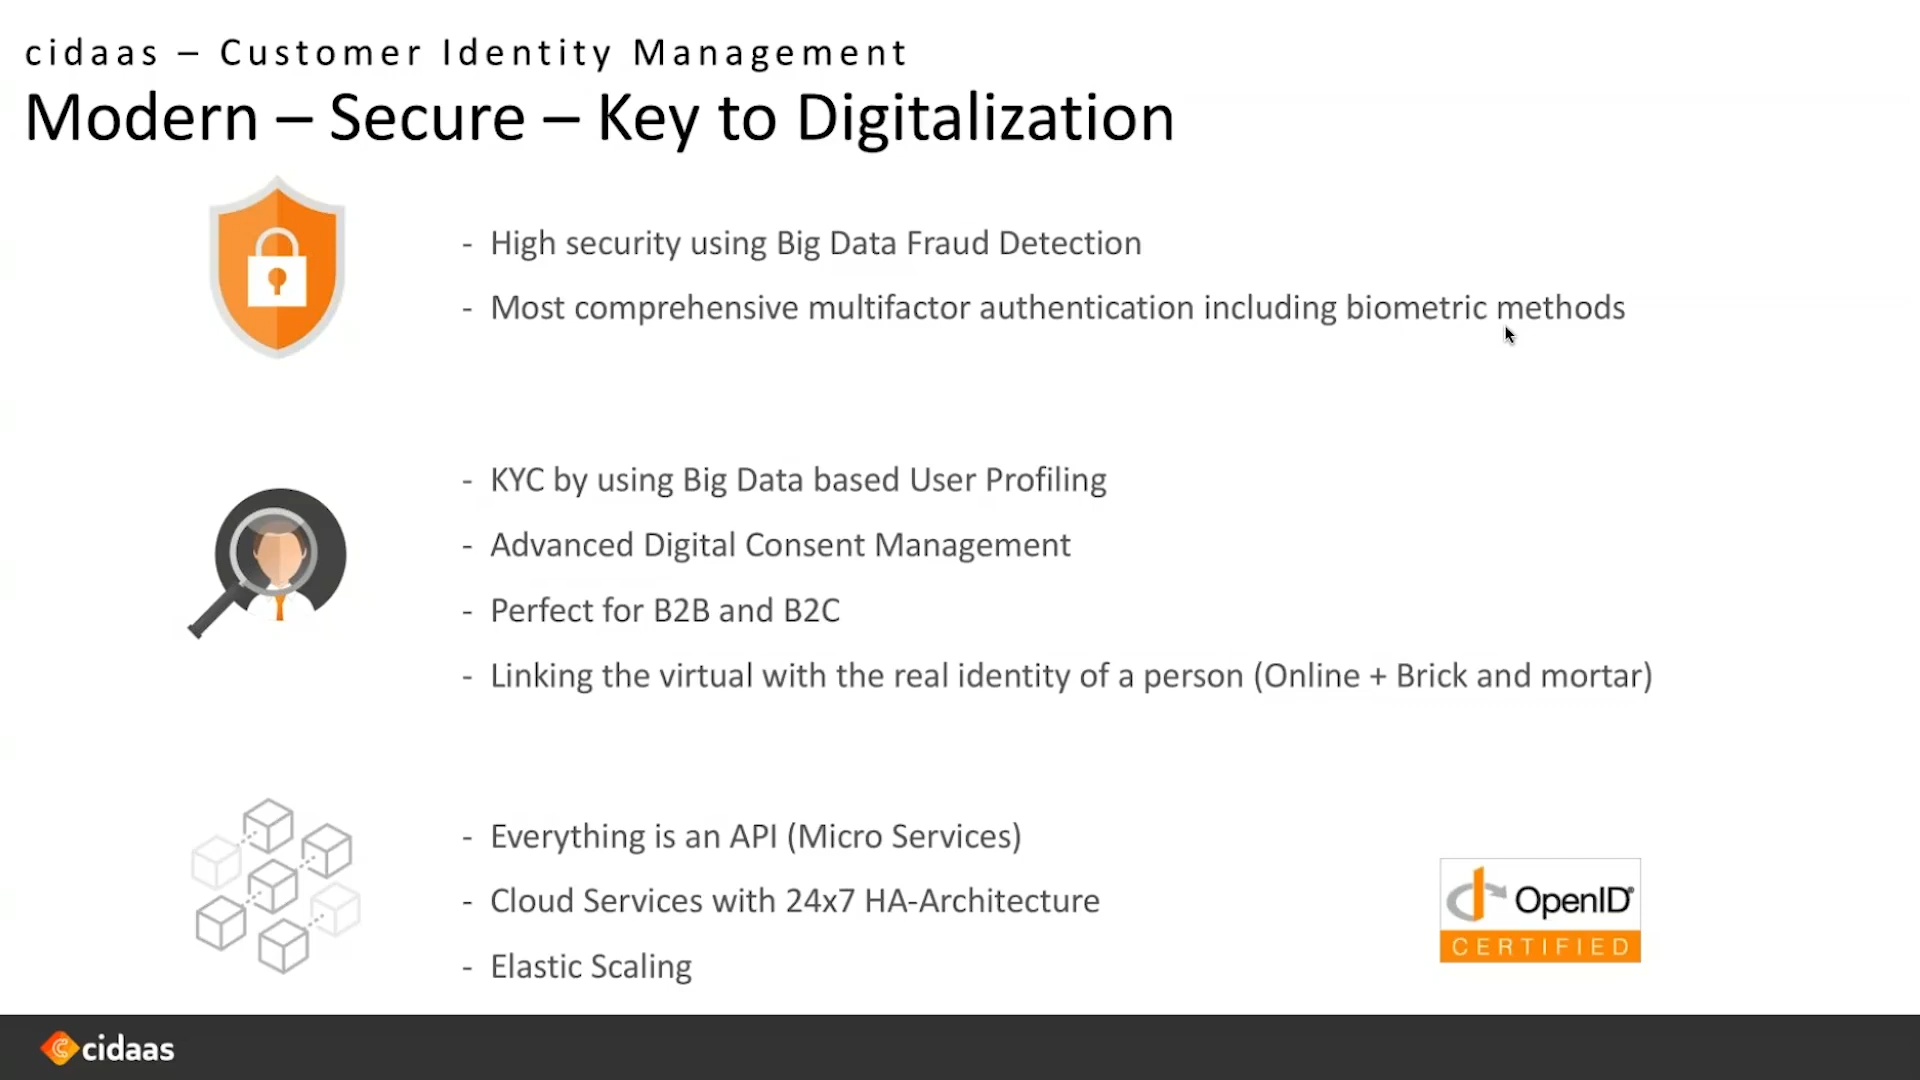 cidaas – Customer Identity Management
Modern – Secure – Key to Digitalization
- High security using Big Data Fraud Detection
- Most comprehensive multifactor authentication including biometric methods
- KYC by using Big Data based User Profiling
- Advanced Digital Consent Management
- Perfect for B2B and B2C
- Linking the virtual with the real identity of a person (Online + Brick and mortar)
- Everything is an API (Micro Services)
- Cloud Services with 24x7 HA-Architecture
- Elastic Scaling
OpenID®
CERTIFIED
cidaas